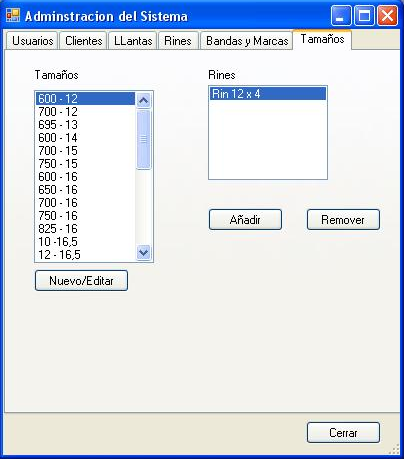 Adminstracion del Sistema
Usuarios Clientes LLantas Rines Bandas y Marcas Tamaños
Tamaños
600 - 12
700 - 12
695 - 13
600 - 14
700 - 15
750 - 15
600 - 16
650 - 16
700 - 16
750 - 16
825 - 16
10 -16,5
12 - 16,5
Nuevo/Editar
Rines
Rin 12 x 4
Añadir Remover
Cerrar